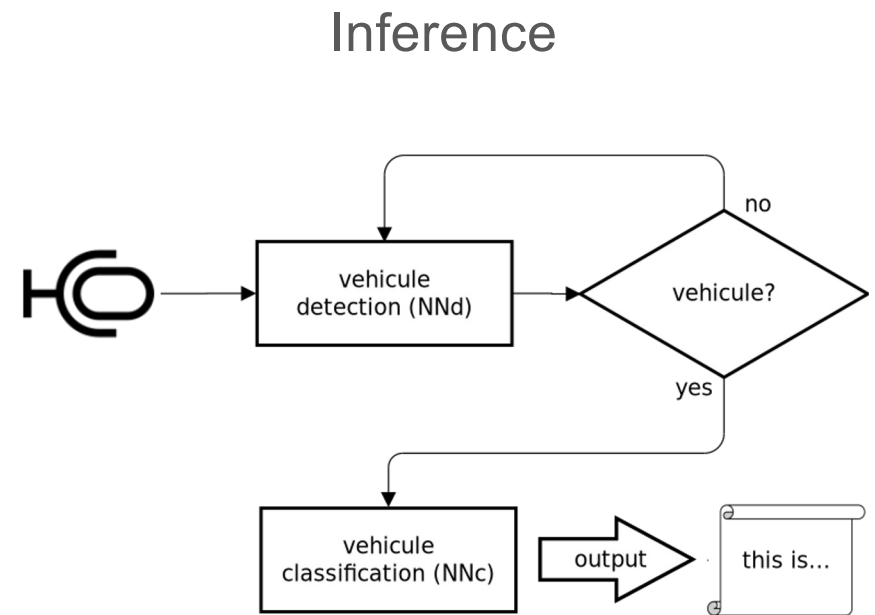 Inference
no
vehicule
detection (NNd)
vehicule?
yes
vehicule
classification (NNc)
output
this is...